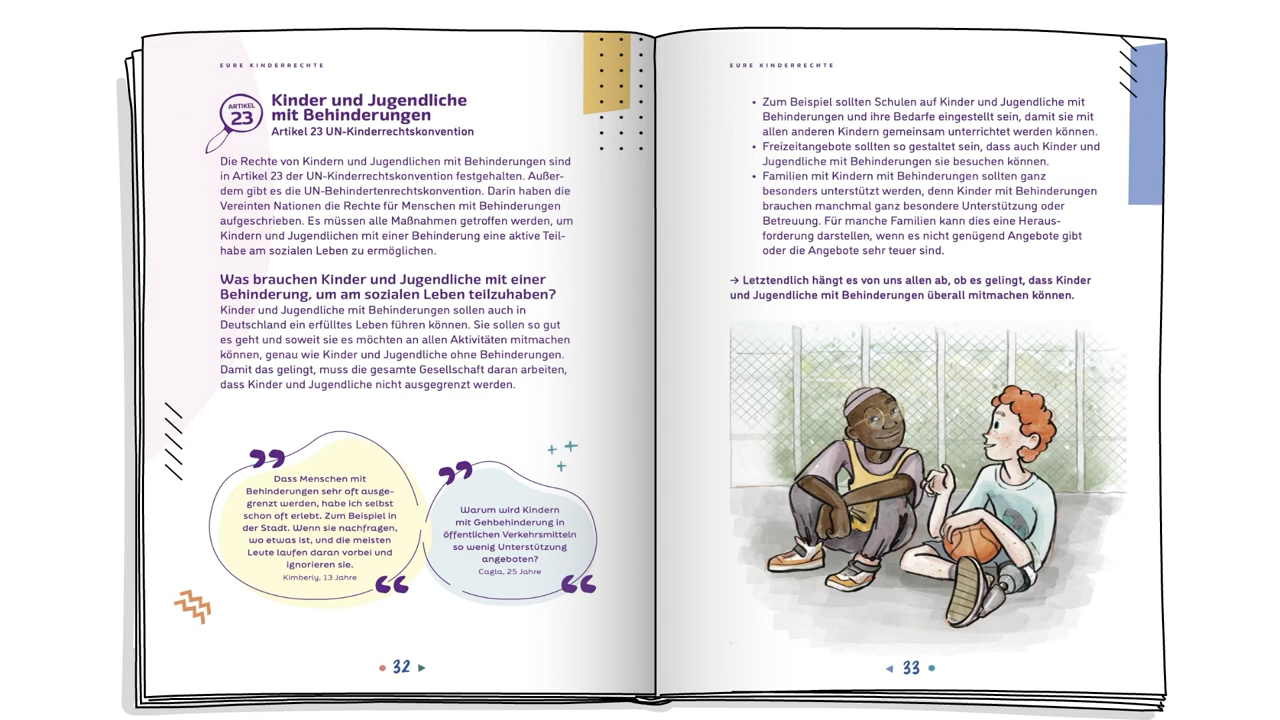 EURE KINDERRECHTE
ARTIKEL
23
Kinder und Jugendliche
mit Behinderungen
Artikel 23 UN-Kinderrechtskonvention
Die Rechte von Kindern und Jugendlichen mit Behinderungen sind
in Artikel 23 der UN-Kinderrechtskonvention festgehalten. Außer-
dem gibt es die UN-Behindertenrechtskonvention. Darin haben die
Vereinten Nationen die Rechte für Menschen mit Behinderungen
aufgeschrieben. Es müssen alle Maßnahmen getroffen werden, um
Kindern und Jugendlichen mit einer Behinderung eine aktive Teil-
habe am sozialen Leben zu ermöglichen.
Was brauchen Kinder und Jugendliche mit einer
Behinderung, um am sozialen Leben teilzuhaben?
Kinder und Jugendliche mit Behinderungen sollen auch in
Deutschland ein erfülltes Leben führen können. Sie sollen so gut
es geht und soweit sie es möchten an allen Aktivitäten mitmachen
können, genau wie Kinder und Jugendliche ohne Behinderungen.
Damit das gelingt, muss die gesamte Gesellschaft daran arbeiten,
dass Kinder und Jugendliche nicht ausgegrenzt werden.
Dass Menschen mit
Behinderungen sehr oft ausge-
grenzt werden, habe ich selbst
schon oft erlebt. Zum Beispiel in
der Stadt. Wenn sie nachfragen,
wo etwas ist, und die meisten
Leute laufen daran vorbei und
ignorieren sie.
Kimberly, 13 Jahre
Warum wird Kindern
mit Gehbehinderung in
öffentlichen Verkehrsmitteln
so wenig Unterstützung
angeboten?
Cagla, 25 Jahre
32
EURE KINDERRECHTE
• Zum Beispiel sollten Schulen auf Kinder und Jugendliche mit
Behinderungen und ihre Bedarfe eingestellt sein, damit sie mit
allen anderen Kindern gemeinsam unterrichtet werden können.
• Freizeitangebote sollten so gestaltet sein, dass auch Kinder und
Jugendliche mit Behinderungen sie besuchen können.
• Familien mit Kindern mit Behinderungen sollten ganz
besonders unterstützt werden, denn Kinder mit Behinderungen
brauchen manchmal ganz besondere Unterstützung oder
Betreuung. Für manche Familien kann dies eine Heraus-
forderung darstellen, wenn es nicht genügend Angebote gibt
oder die Angebote sehr teuer sind.
→ Letztendlich hängt es von uns allen ab, ob es gelingt, dass Kinder
und Jugendliche mit Behinderungen überall mitmachen können.
33